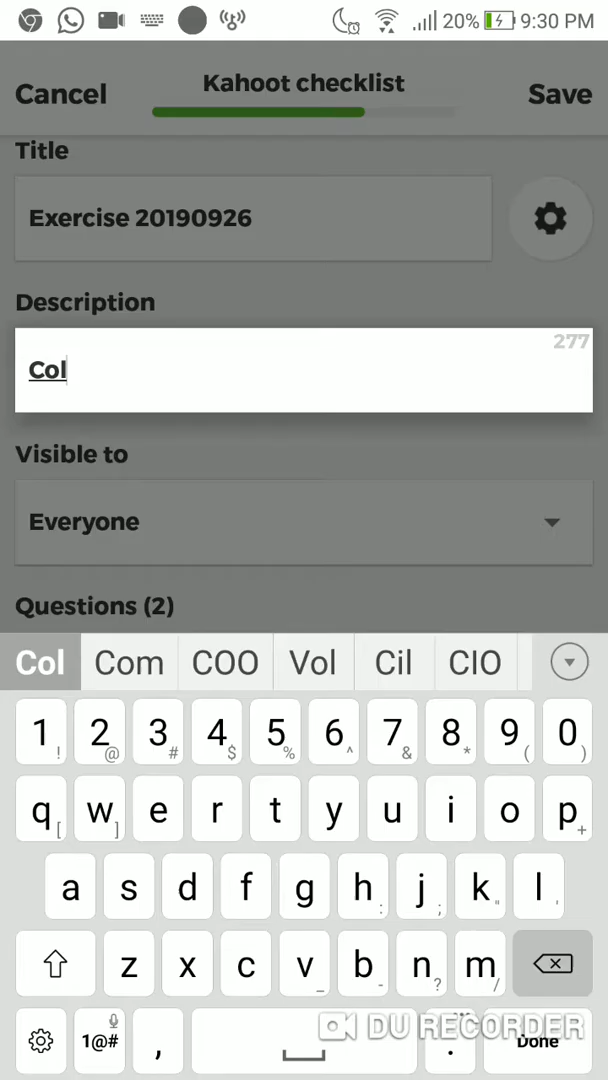 20% 9:30 PM
Cancel Kahoot checklist Save
Title
Exercise 20190926
Description
277
Col
Visible to
Everyone
Questions (2)
Col Com COO Vol Cil CIO
1 ! 2 @ 3 # 4 $ 5 % 6 ^ 7 & 8 * 9 ( 0 )
q [ w ] e r t y u i o p +
a s d f g h : j ; k " l '
z x c v _ b - n ? m /
1@# , . Done
DU RECORDER